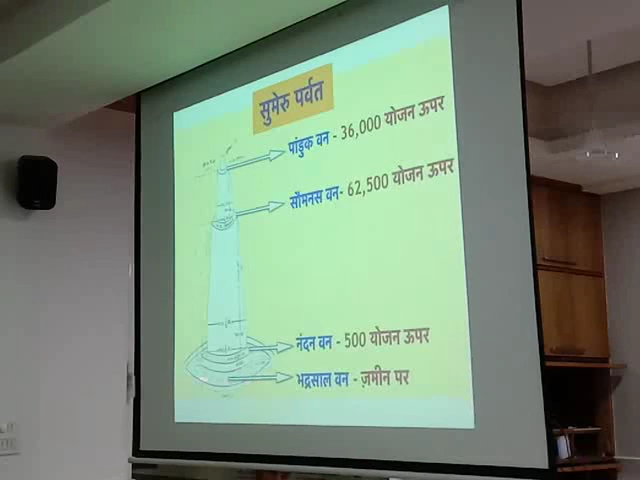 सुमेरु पर्वत
पांडुक वन - 36,000 योजन ऊपर
सौमनस वन- 62,500 योजन ऊपर
नंदन वन - 500 योजन ऊपर
भद्रसाल वन - ज़मीन पर